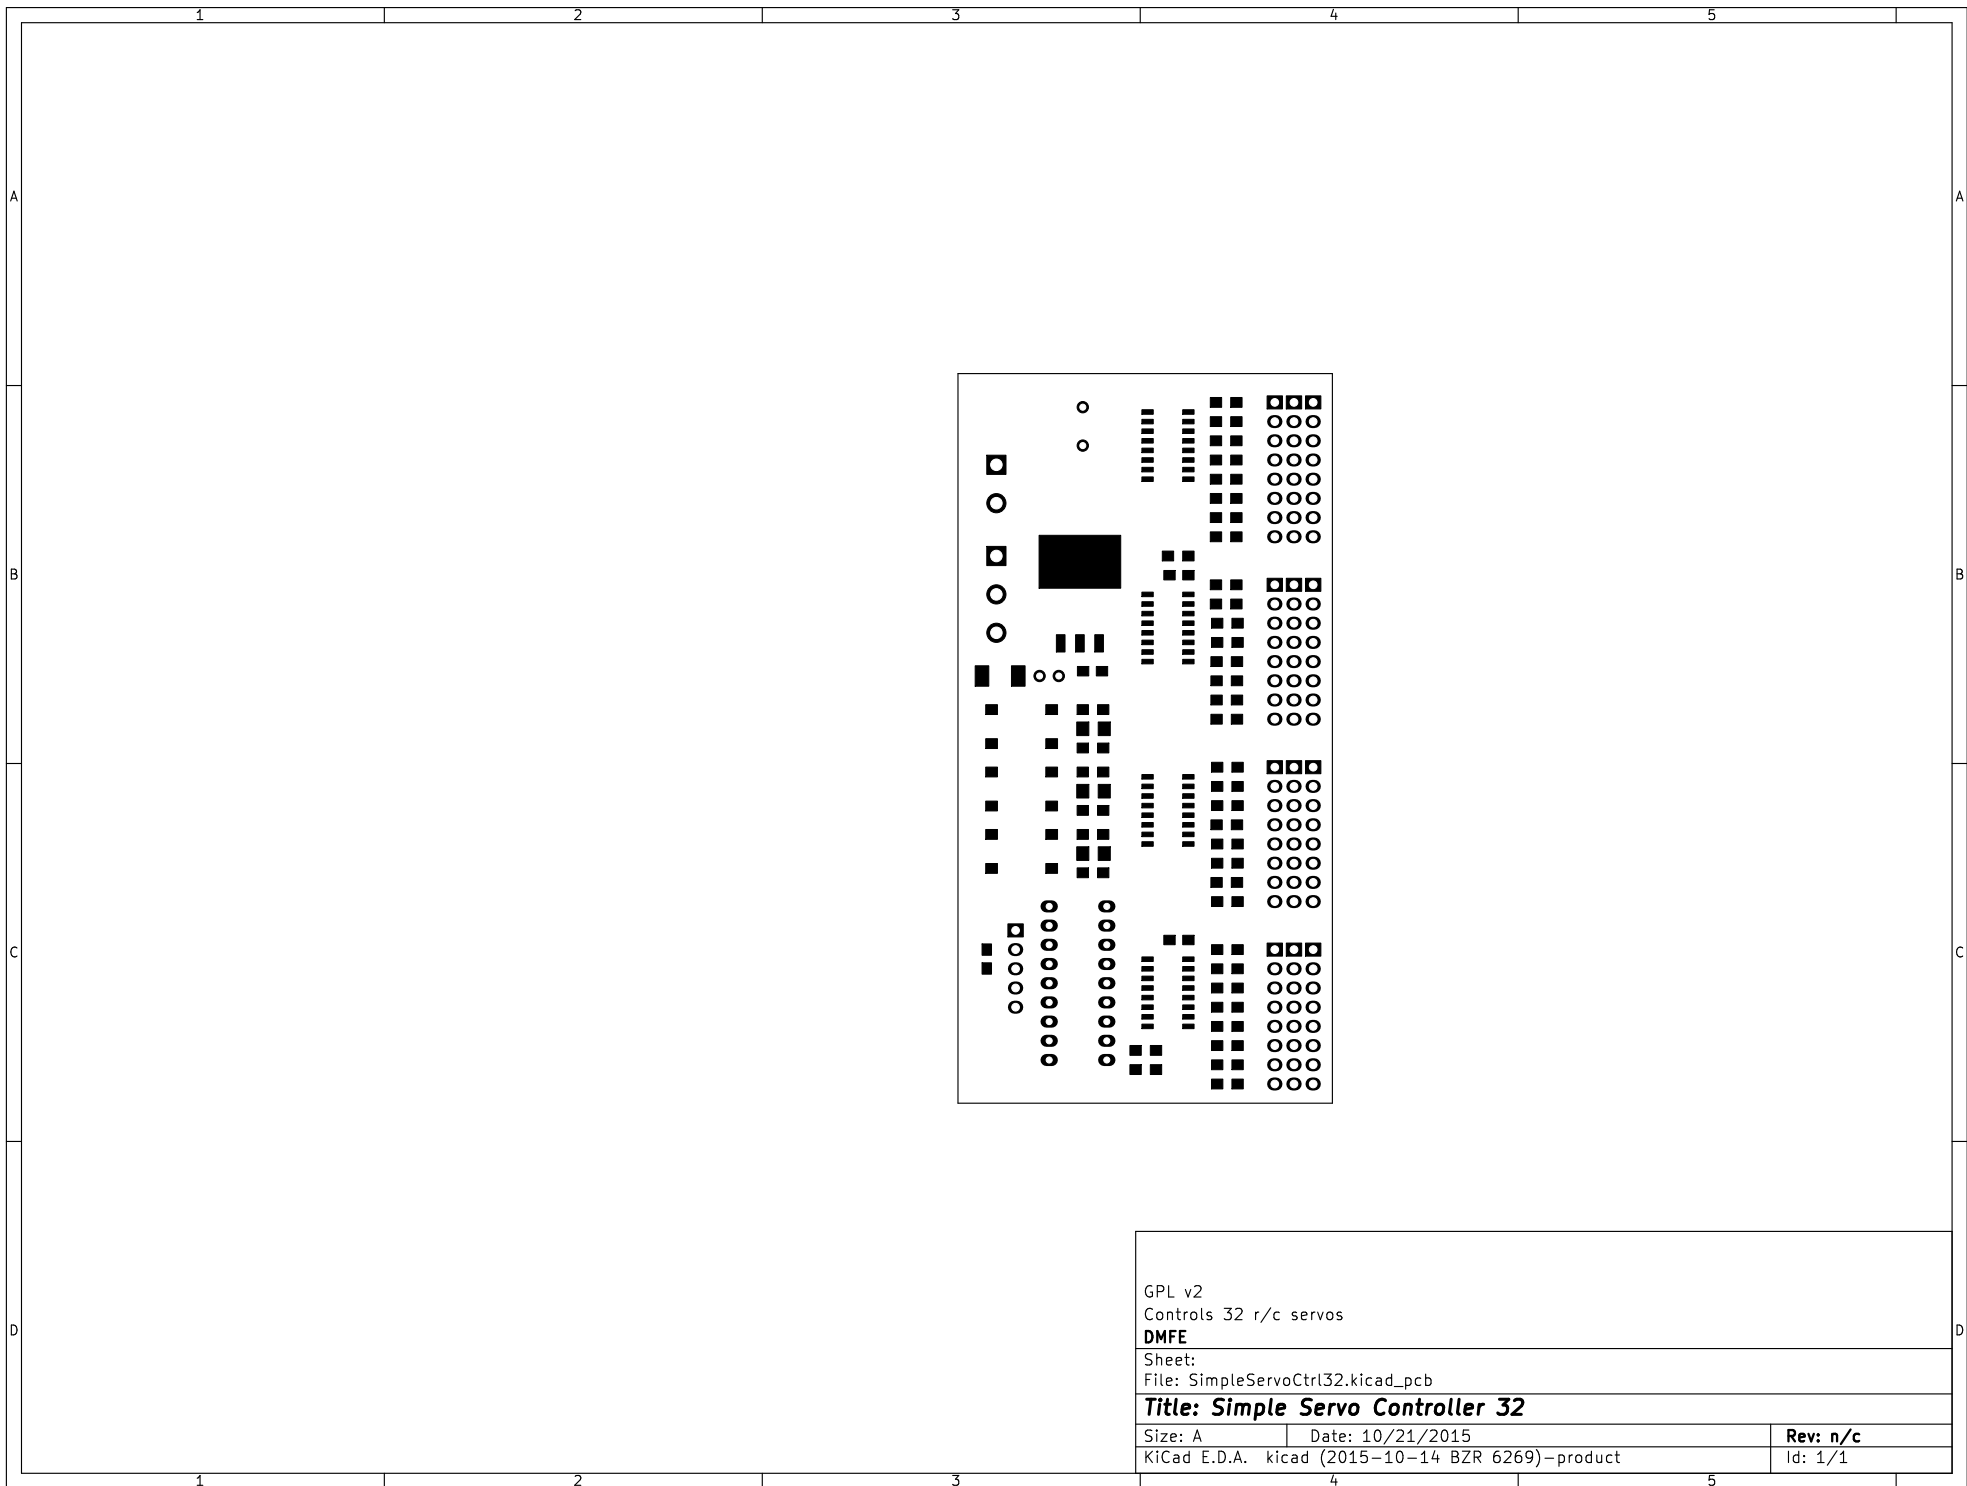 1 2 3 4 5
A A
B B
C C
D D
GPL v2
Controls 32 r/c servos
DMFE
Sheet:
File: SimpleServoCtrl32.kicad_pcb
Title: Simple Servo Controller 32
Size: A Date: 10/21/2015 Rev: n/c
KiCad E.D.A. kicad (2015-10-14 BZR 6269)-product Id: 1/1
1 2 3 4 5